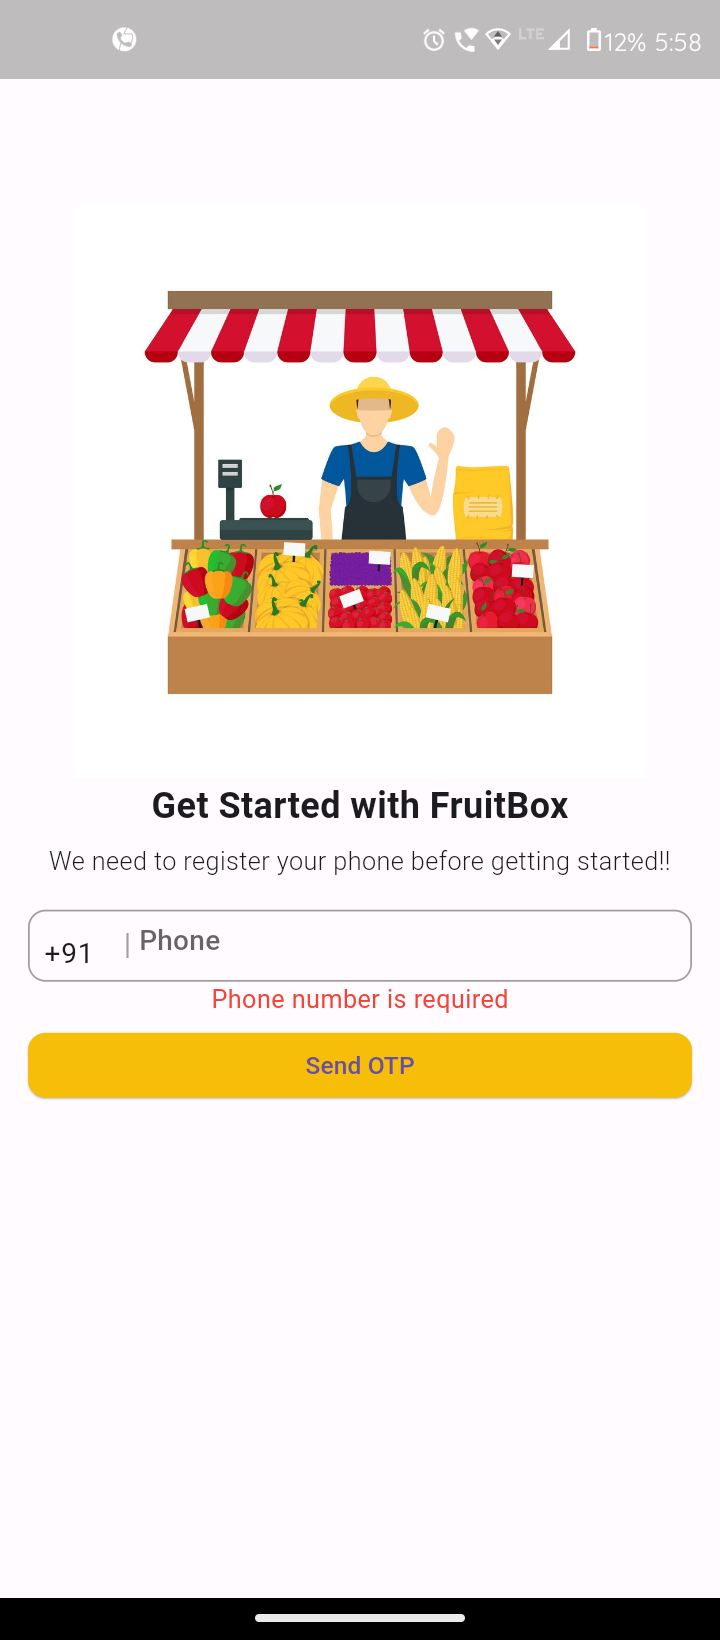 LTE 12% 5:58
Get Started with FruitBox
We need to register your phone before getting started!!
+91 | Phone
Phone number is required
Send OTP